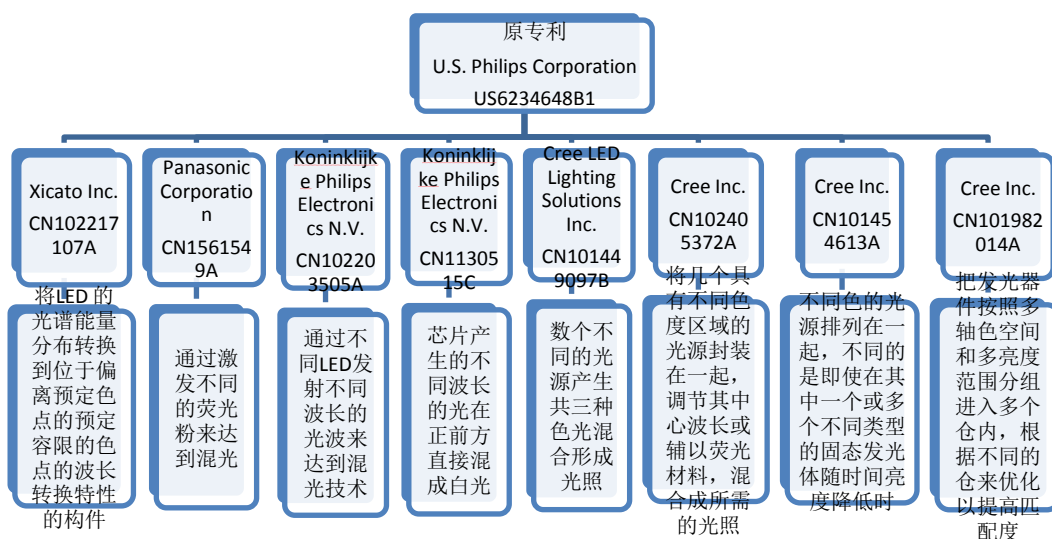 原专利
U.S. Philips Corporation
US6234648B1
Xicato Inc.
CN102217
107A
Panasonic
Corporatio
n
CN156154
9A
Koninklijk
e Philips
Electroni
cs N.V.
CN10220
3505A
Koninklij
ke Philips
Electroni
cs N.V.
CN11305
15C
Cree LED
Lighting
Solutions
Inc.
CN10144
9097B
Cree Inc.
CN10240
5372A
Cree Inc.
CN10145
4613A
Cree Inc.
CN101982
014A
将LED 的
光谱能量
分布转换
到位于偏
离预定色
点的预定
容限的色
点的波长
转换特性
的构件
通过激
发不同
的荧光
粉来达
到混光
通过不
同LED发
射不同
波长的
光波来
达到混
光技术
芯片产
生的不
同波长
的光在
正前方
直接混
成白光
数个不
同的光
源产生
共三种
色光混
合形成
光照
将几个具
有不同色
度区域的
光源封装
在一起，
调节其中
心波长或
辅以荧光
材料，混
合成所需
的光照
不同色的光
源排列在一
起，不同的
是即使在其
中一个或多
个不同类型
的固态发光
体随时间亮
度降低时
把发光器
件按照多
轴色空间
和多亮度
范围分组
进入多个
仓内，根
据不同的
仓来优化
以提高匹
配度